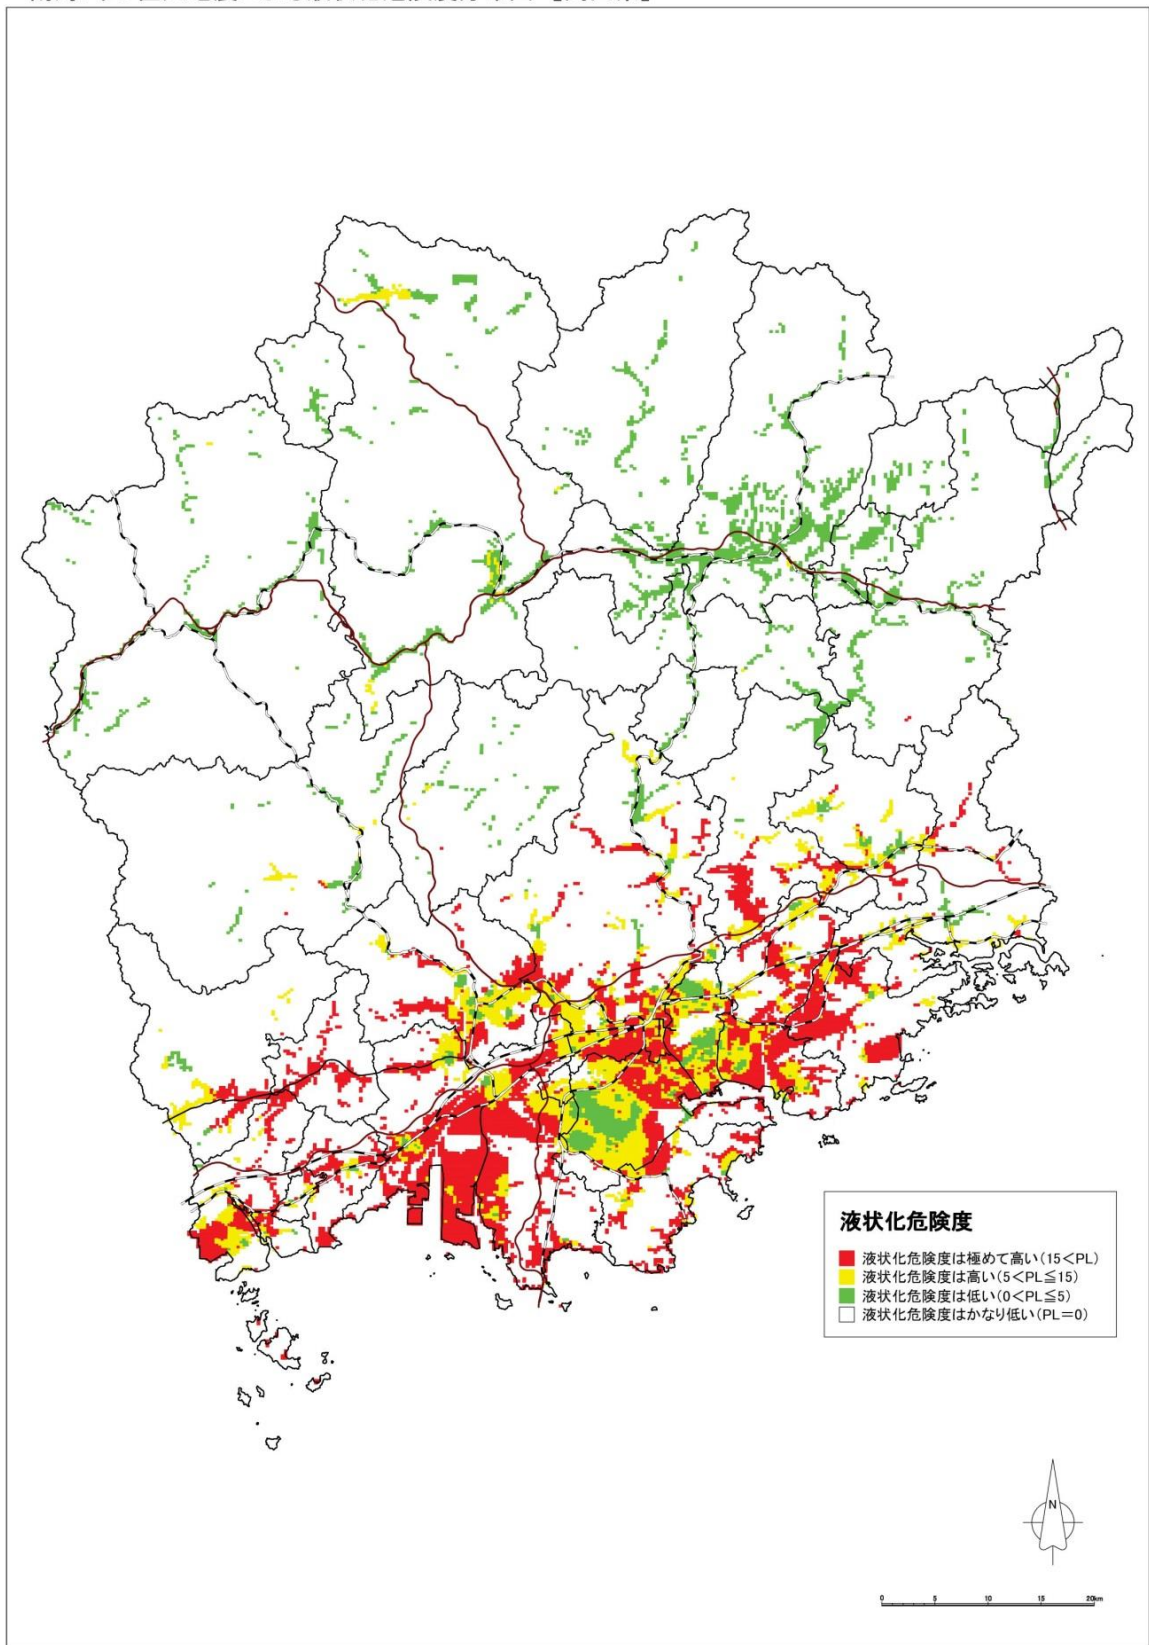 液状化危険度
液状化危険度は極めて高い(15<PL)
液状化危険度は高い(5<PL≦15)
液状化危険度は低い(0<PL≦5)
液状化危険度はかなり低い(PL=0)
N
0 5 10 15 20km